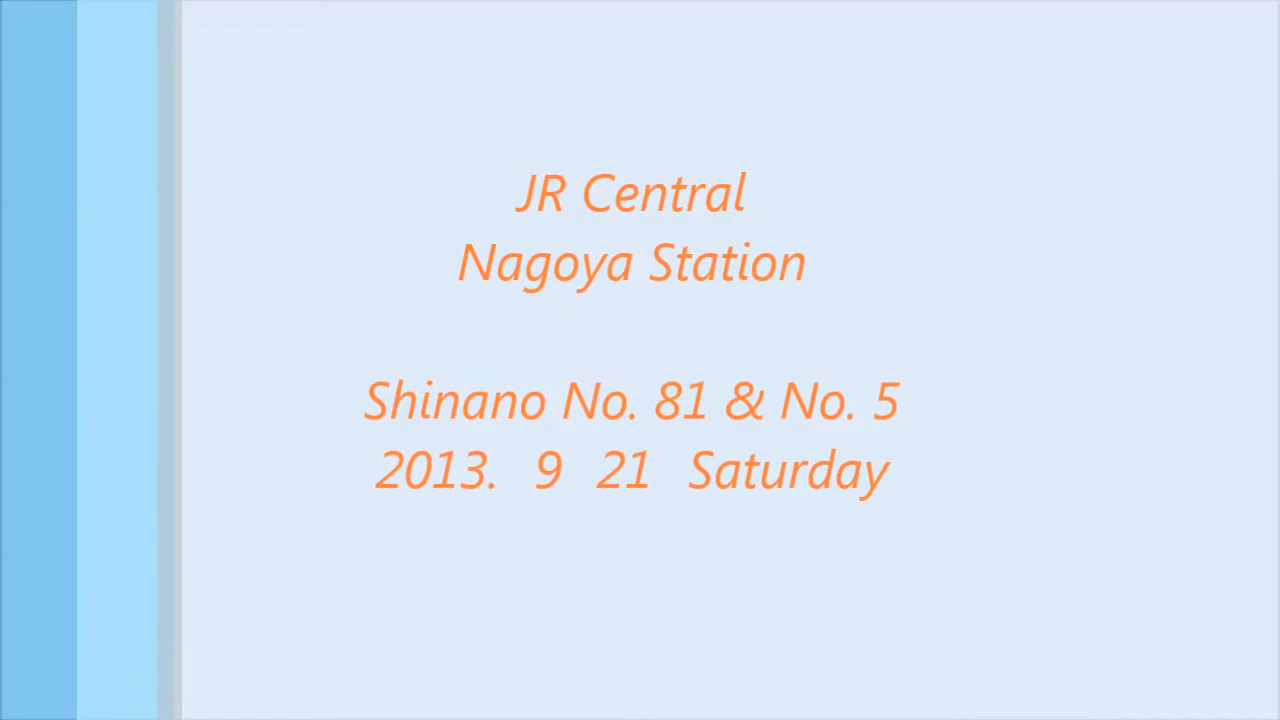 JR Central
Nagoya Station
Shinano No. 81 & No. 5
2013. 9 21 Saturday